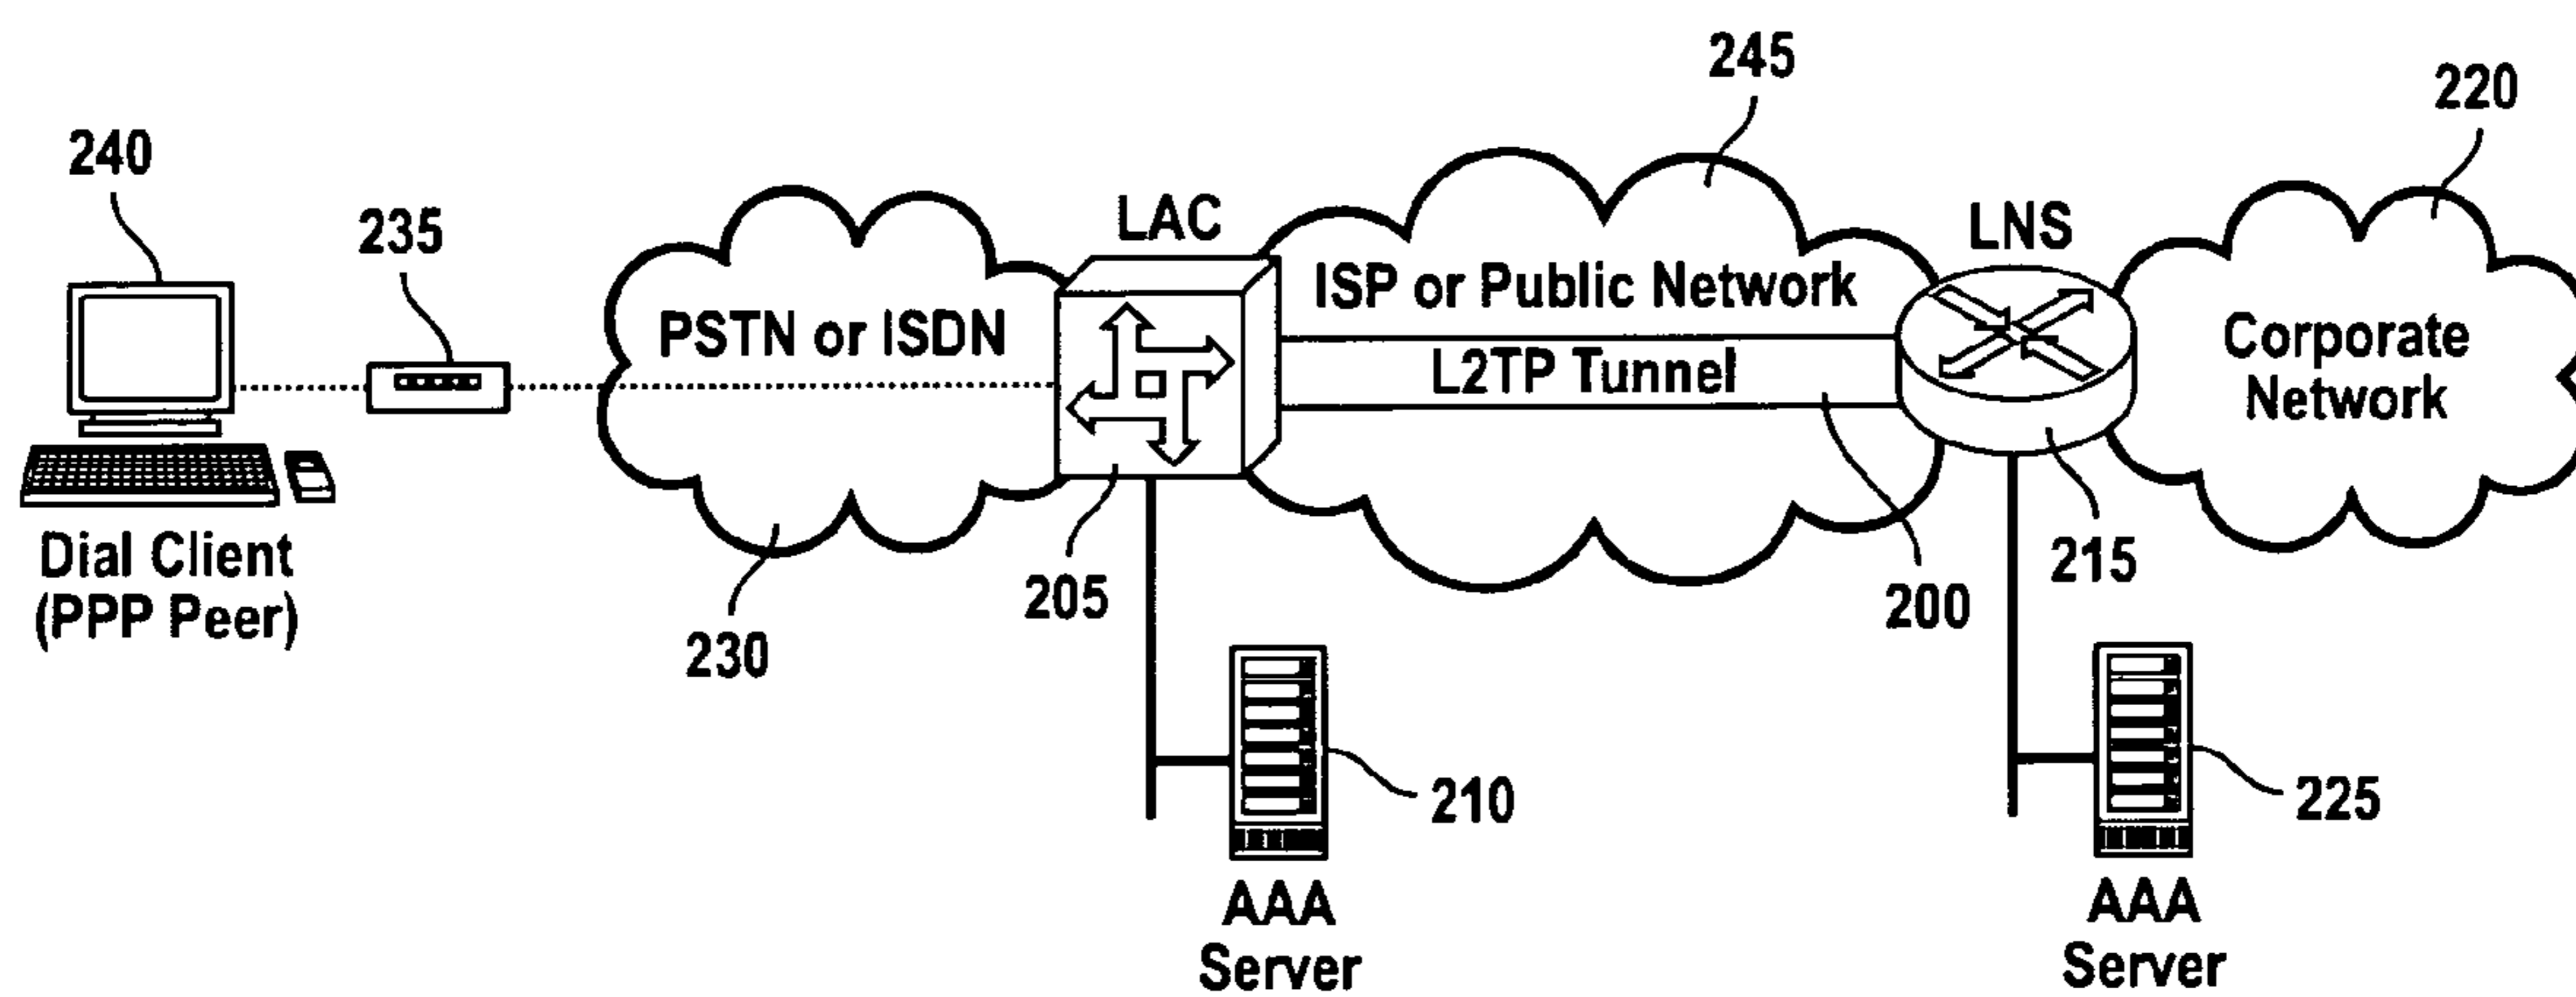 245
220
240
235
LAC
LNS
ISP or Public Network
PSTN or ISDN
L2TP Tunnel
Corporate
Network
Dial Client
(PPP Peer)
230
205
200
215
210
225
AAA
Server
AAA
Server